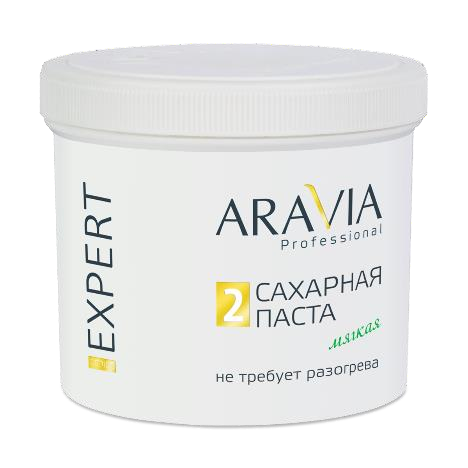 EXPERT
ARAVIA
Professional
2
САХАРНАЯ
ПАСТА
мягкая
не требует разогрева